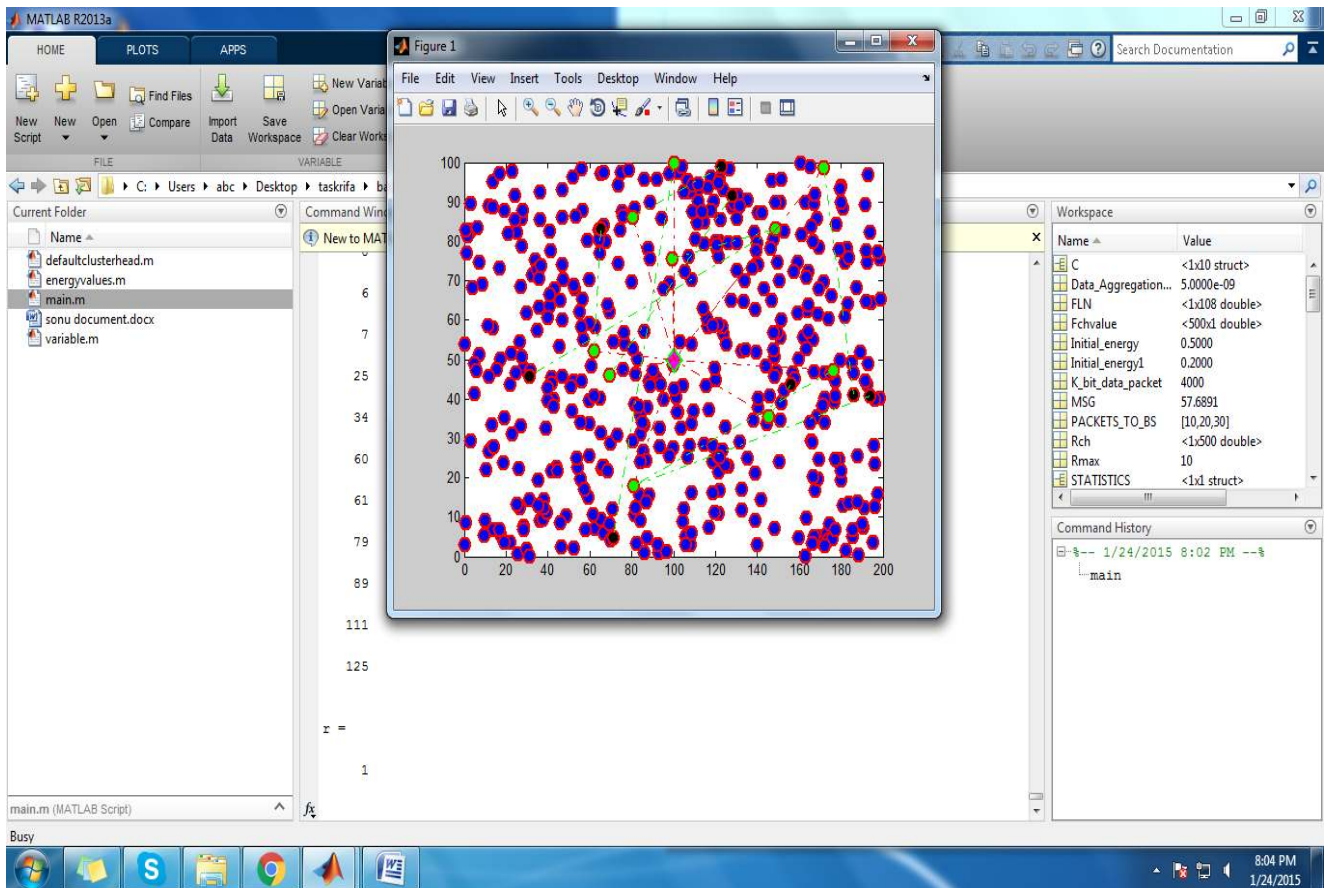 MATLAB R2013a
HOME PLOTS APPS
Search Documentation
New Script
New
Open
Find Files
Compare
Import Data
Save Workspace
New Variab
Open Varia
Clear Works
FILE
VARIABLE
C: Users abc Desktop taskrifa ba
Current Folder
Name
defaultclusterhead.m
energyvalues.m
main.m
sonu document.docx
variable.m
main.m (MATLAB Script)
Command Wind
New to MAT
6
7
25
34
60
61
79
89
111
125
r =
1
fx
Figure 1
File Edit View Insert Tools Desktop Window Help
100
90
80
70
60
50
40
30
20
10
0
0 20 40 60 80 100 120 140 160 180 200
Workspace
Name Value
C <1x10 struct>
Data_Aggregation... 5.0000e-09
FLN <1x108 double>
Fchvalue <500x1 double>
Initial_energy 0.5000
Initial_energy1 0.2000
K_bit_data_packet 4000
MSG 57.6891
PACKETS_TO_BS [10,20,30]
Rch <1x500 double>
Rmax 10
STATISTICS <1x1 struct>
Command History
%-- 1/24/2015 8:02 PM --%
main
Busy
8:04 PM
1/24/2015